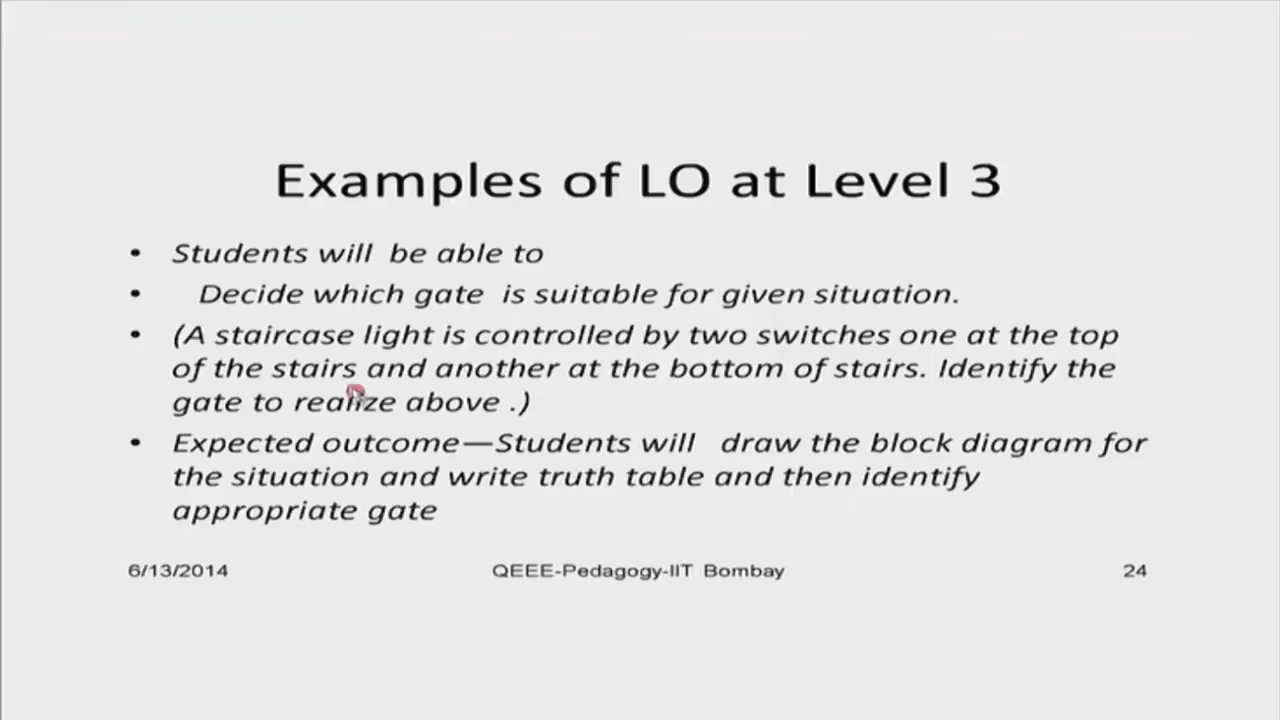 Examples of LO at Level 3
• Students will be able to
• Decide which gate is suitable for given situation.
• (A staircase light is controlled by two switches one at the top
of the stairs and another at the bottom of stairs. Identify the
gate to realize above .)
• Expected outcome—Students will draw the block diagram for
the situation and write truth table and then identify
appropriate gate
6/13/2014 QEEE-Pedagogy-IIT Bombay 24